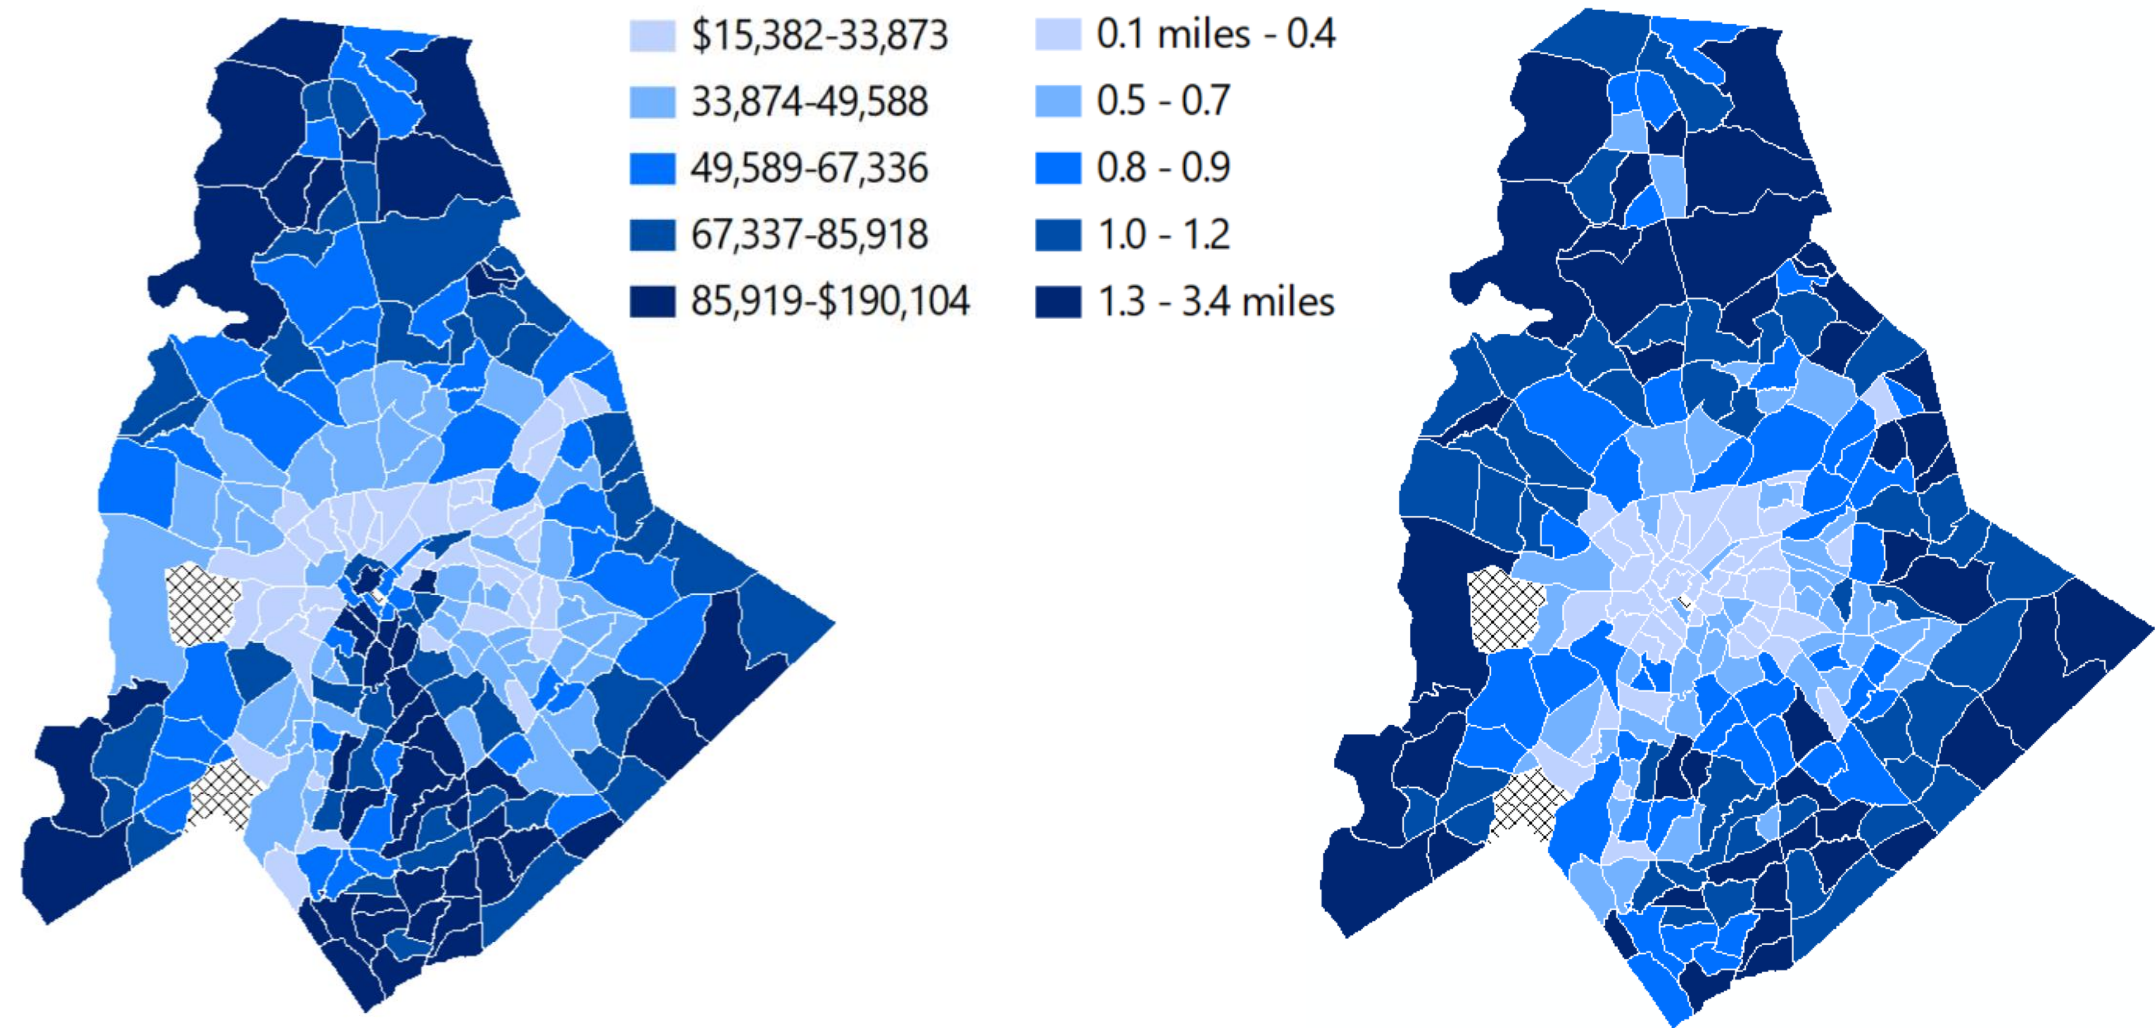 $15,382-33,873
33,874-49,588
49,589-67,336
67,337-85,918
85,919-$190,104
0.1 miles - 0.4
0.5 - 0.7
0.8 - 0.9
1.0 - 1.2
1.3 - 3.4 miles